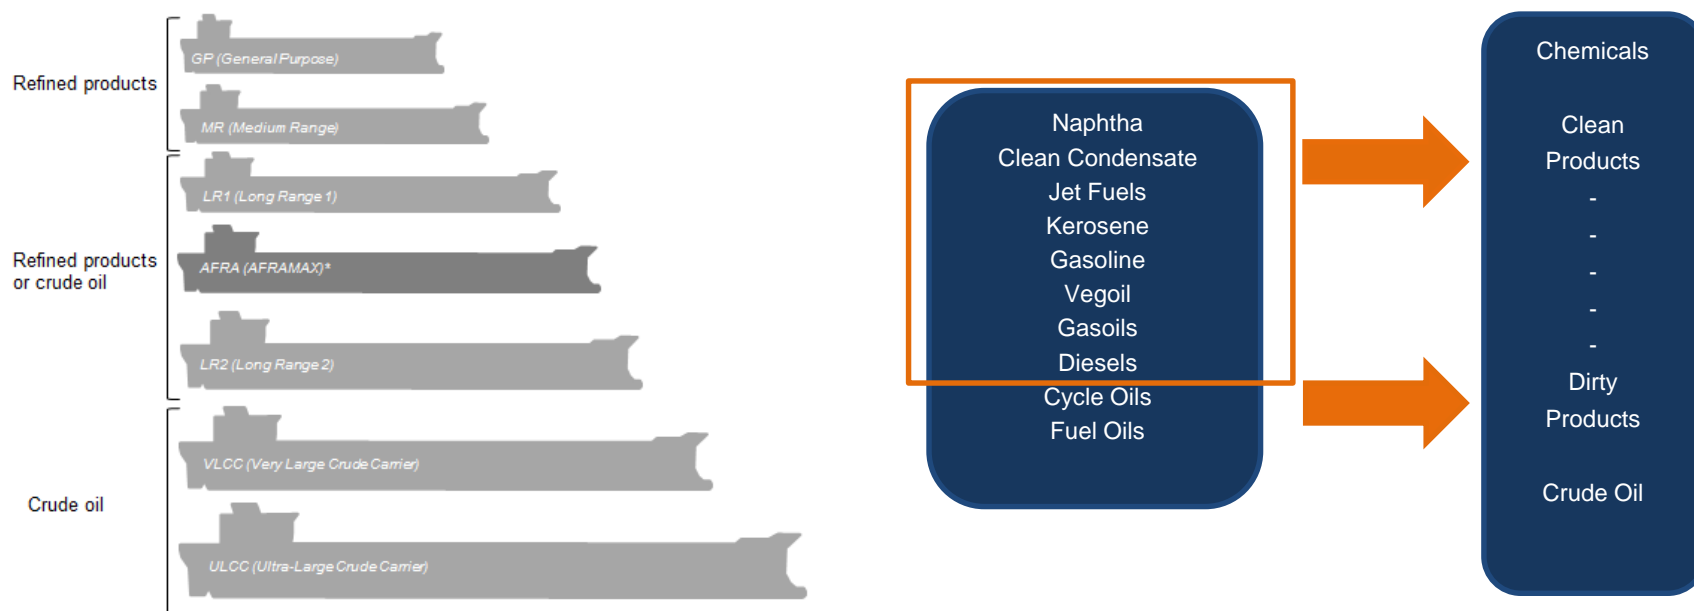 Refined products
GP (General Purpose)
MR (Medium Range)
Refined products
or crude oil
LR1 (Long Range 1)
AFRA (AFRAMAX)*
LR2 (Long Range 2)
Crude oil
VLCC (Very Large Crude Carrier)
ULCC (Ultra-Large Crude Carrier)
Naphtha
Clean Condensate
Jet Fuels
Kerosene
Gasoline
Vegoil
Gasoils
Diesels
Cycle Oils
Fuel Oils
Chemicals
Clean
Products
-
-
-
-
-
Dirty
Products
Crude Oil